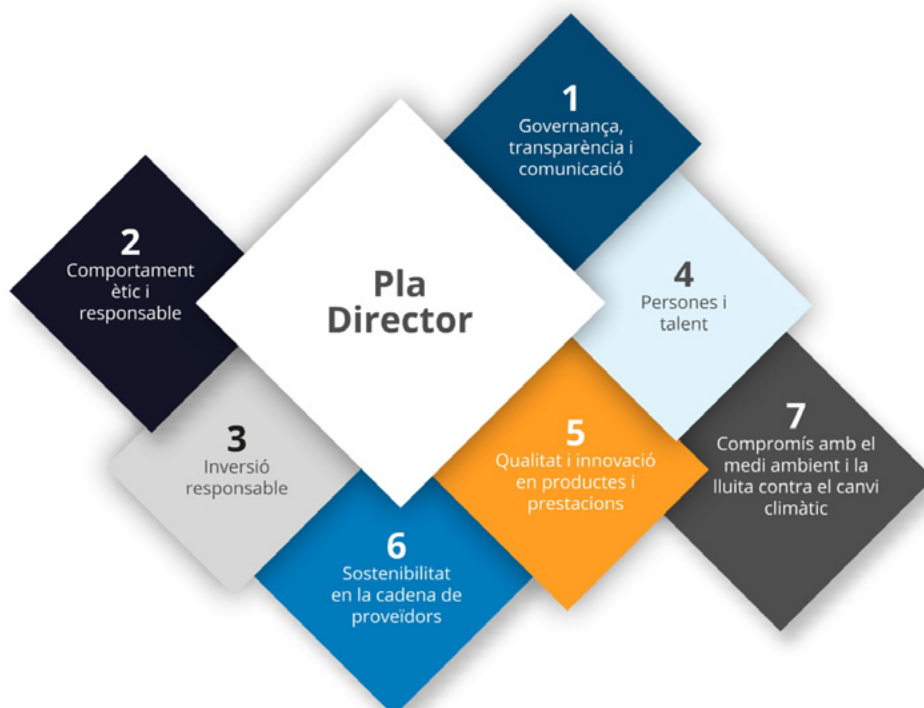 Pla
Director
1
Governança,
transparència i
comunicació
2
Comportament
ètic i
responsable
3
Inversió
responsable
4
Persones i
talent
5
Qualitat i innovació
en productes i
prestacions
6
Sostenibilitat
en la cadena de
proveïdors
7
Compromís amb el
medi ambient i la
lluita contra el canvi
climàtic